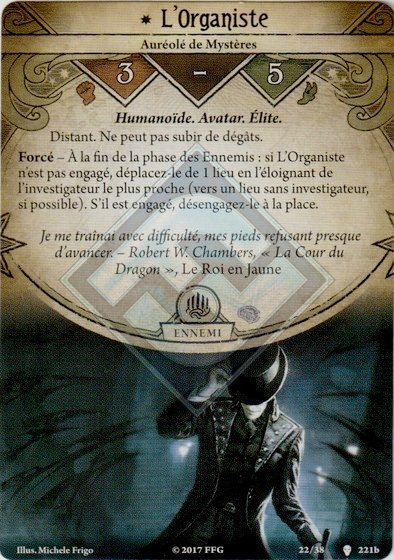 * L'Organiste
Auréolé de Mystères
3 – 5
Humanoïde. Avatar. Élite.
Distant. Ne peut pas subir de dégâts.
Forcé – À la fin de la phase des Ennemis : si L'Organiste
n'est pas engagé, déplacez-le de 1 lieu en l'éloignant de
l'investigateur le plus proche (vers un lieu sans investigateur,
si possible). S'il est engagé, désengagez-le à la place.
Je me traînai avec difficulté, mes pieds refusant presque
d'avancer. – Robert W. Chambers, « La Cour du
Dragon », Le Roi en Jaune
ENNEMI
Illus. Michele Frigo
© 2017 FFG
22/38
221b